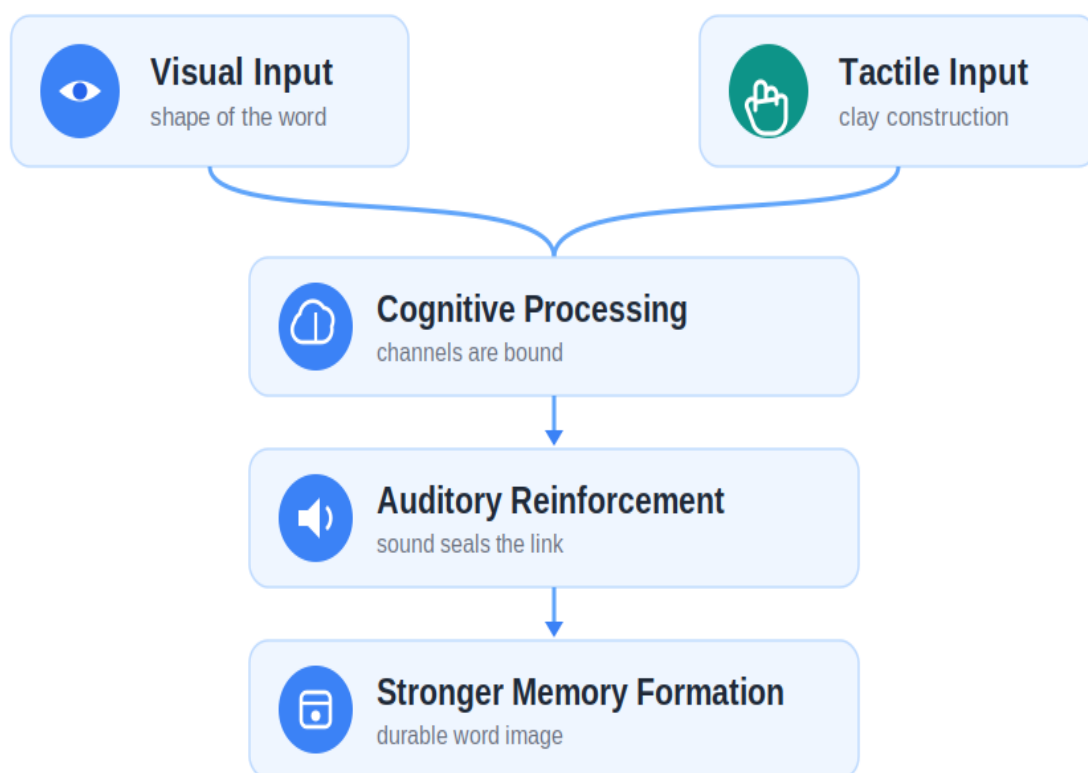 Visual Input
shape of the word
Tactile Input
clay construction
Cognitive Processing
channels are bound
Auditory Reinforcement
sound seals the link
Stronger Memory Formation
durable word image